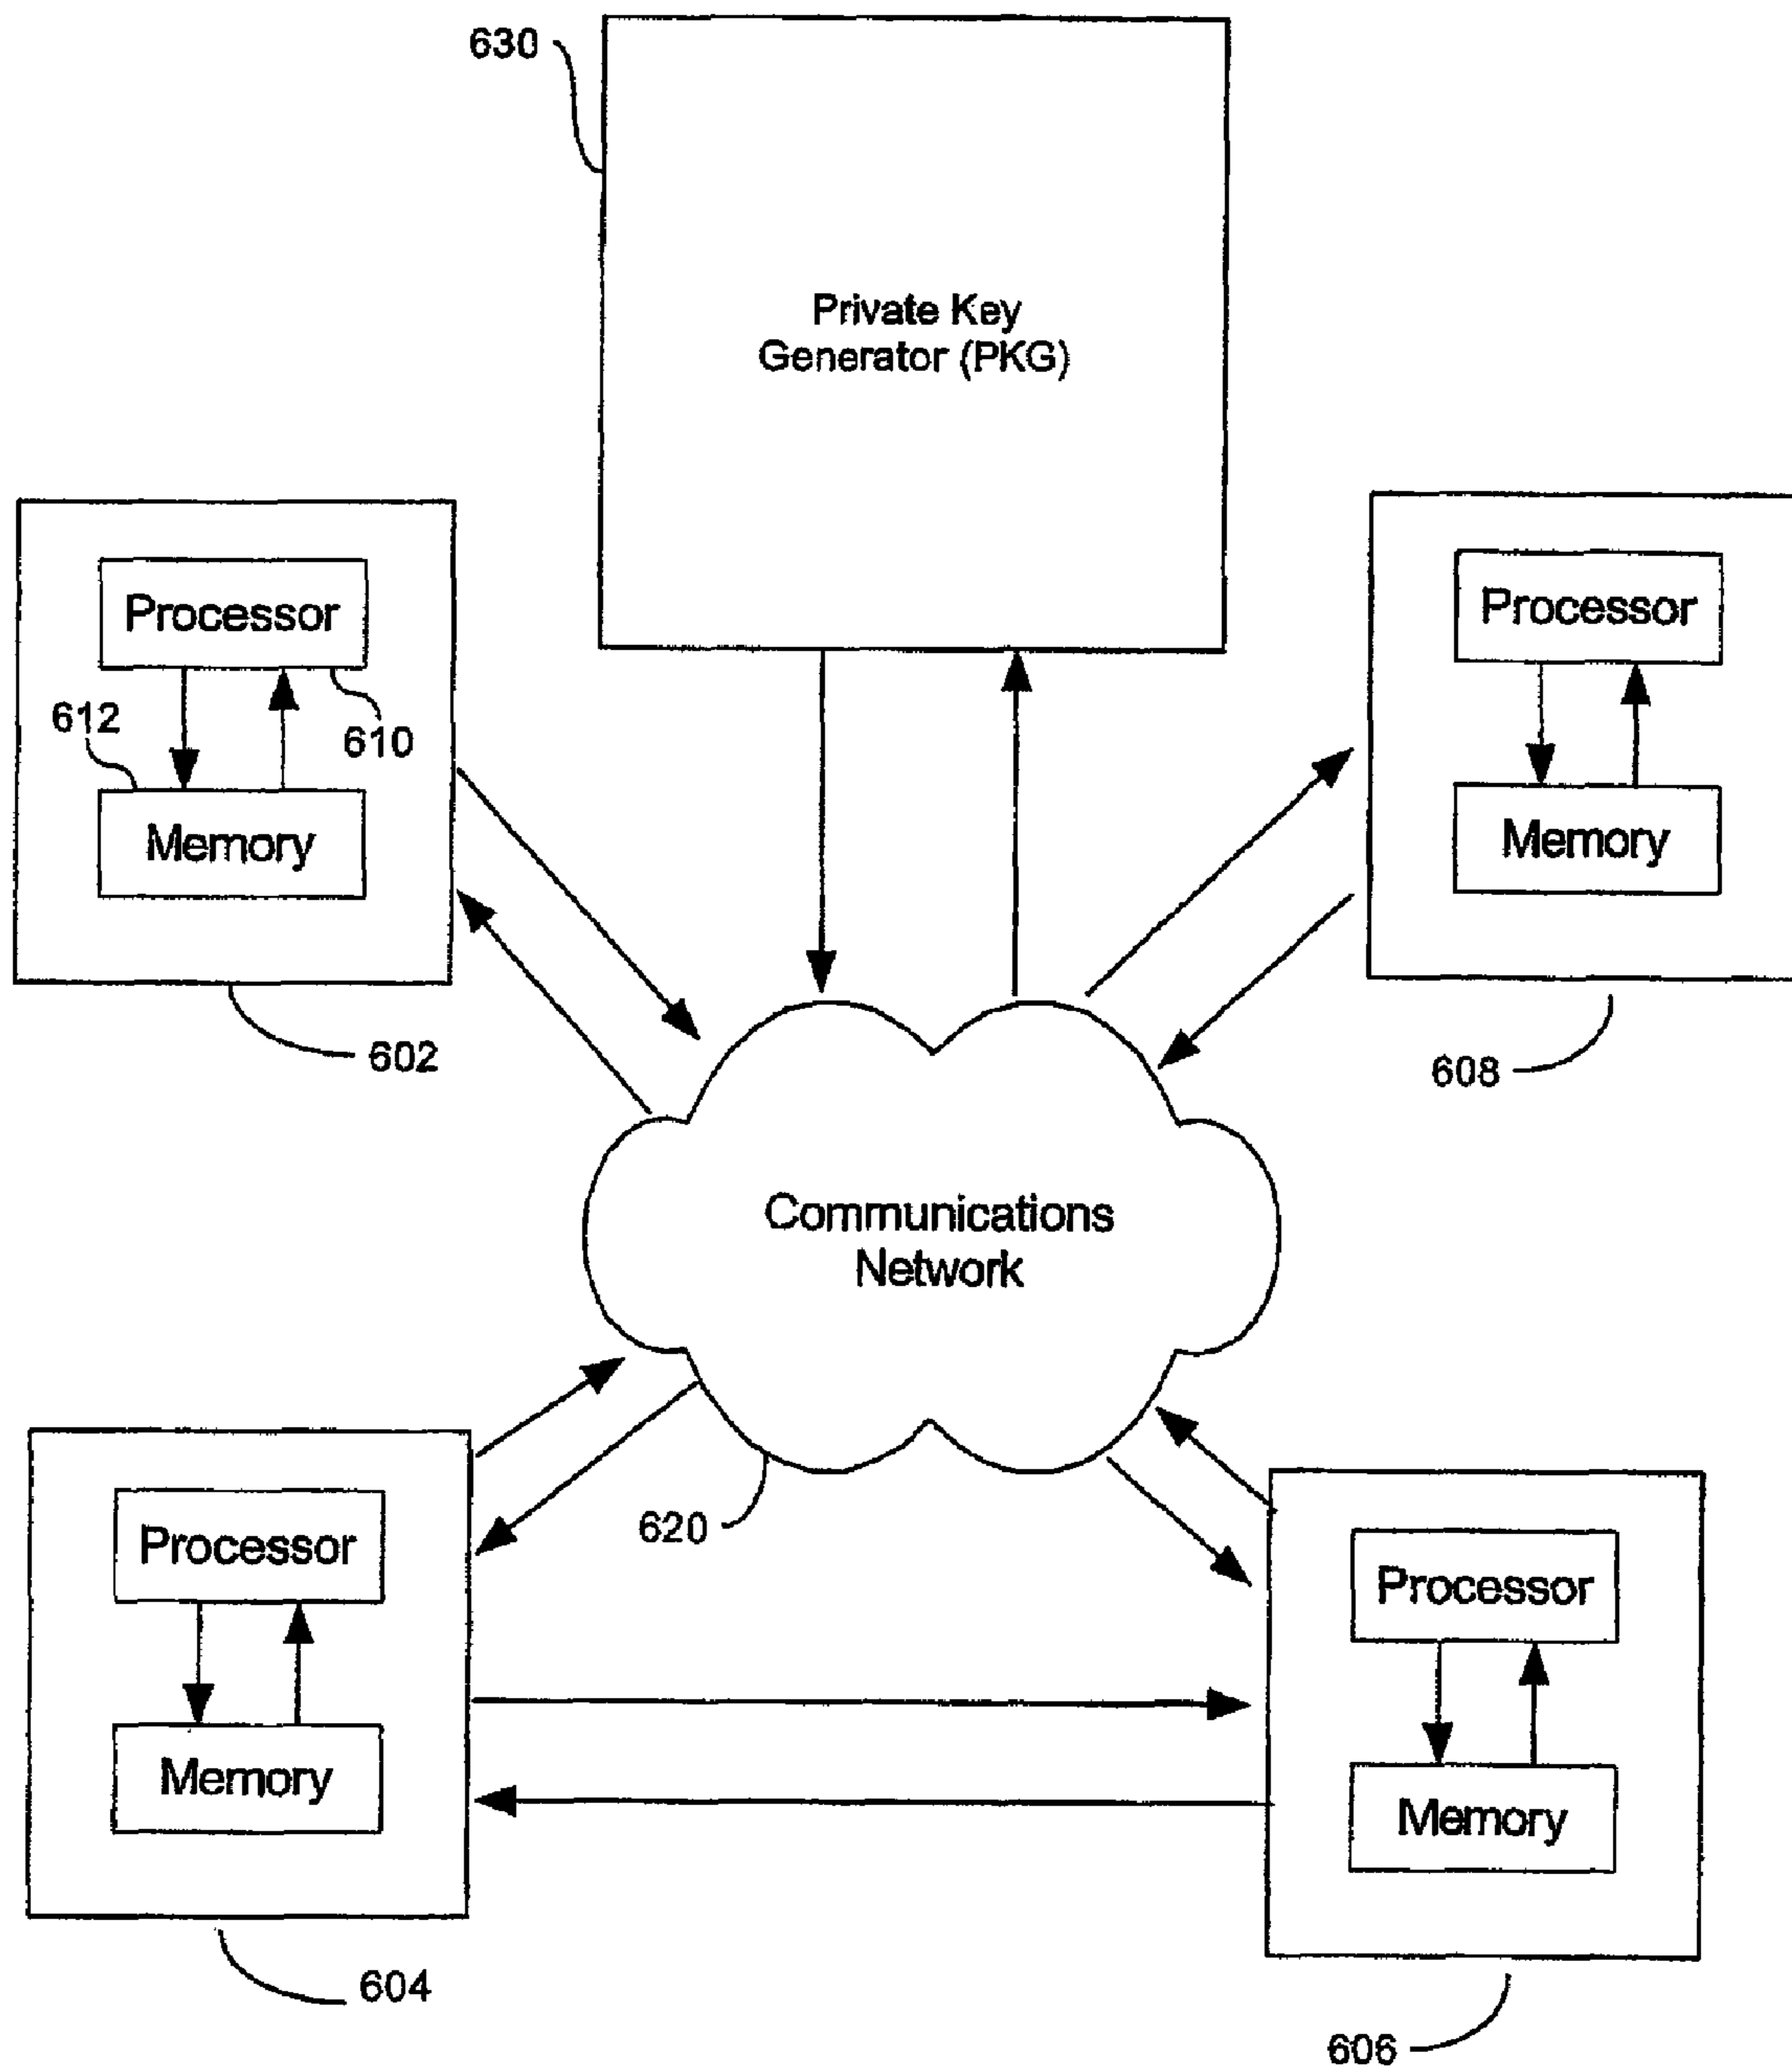 630
Private Key
Generator (PKG)
Processor
612
610
Memory
602
Processor
Memory
608
Communications
Network
620
Processor
Memory
604
Processor
Memory
606